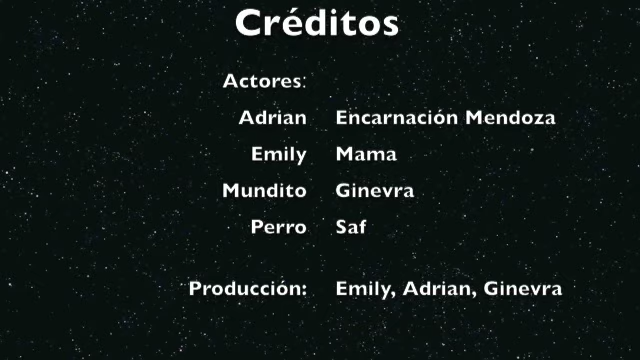 Créditos
Actores:
Adrian Encarnación Mendoza
Emily Mama
Mundito Ginevra
Perro Saf
Producción: Emily, Adrian, Ginevra